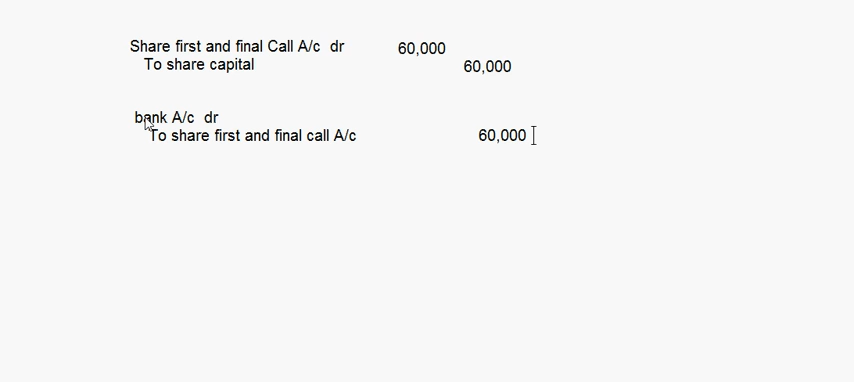 Share first and final Call A/c dr 60,000
To share capital 60,000
bank A/c dr
To share first and final call A/c 60,000